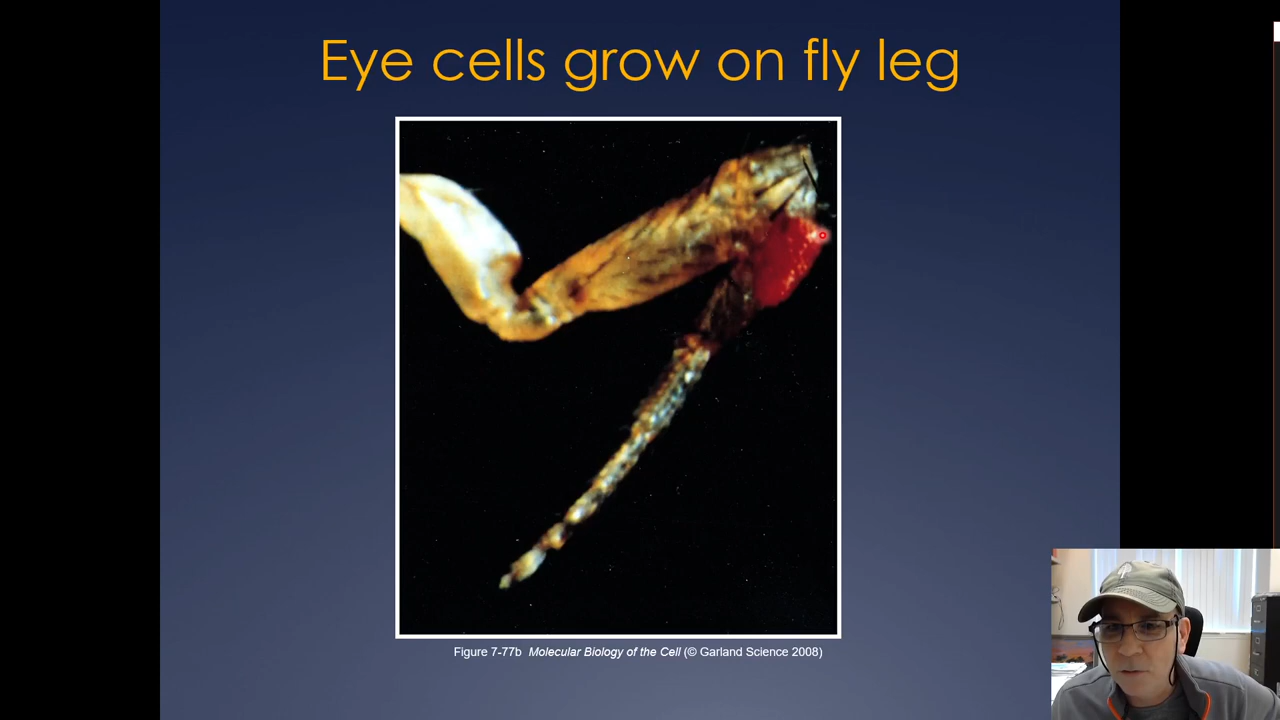 Eye cells grow on fly leg
Figure 7-77b Molecular Biology of the Cell (© Garland Science 2008)